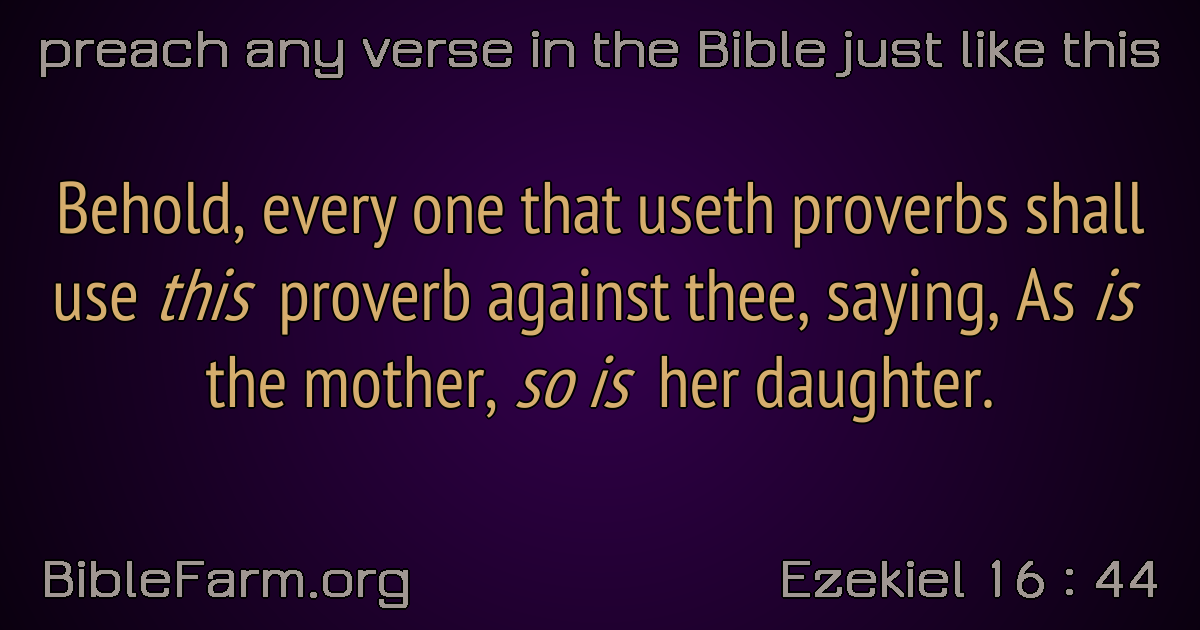 preach any verse in the Bible just like this
Behold, every one that useth proverbs shall
use this proverb against thee, saying, As is
the mother, so is her daughter.
BibleFarm.org
Ezekiel 16 : 44